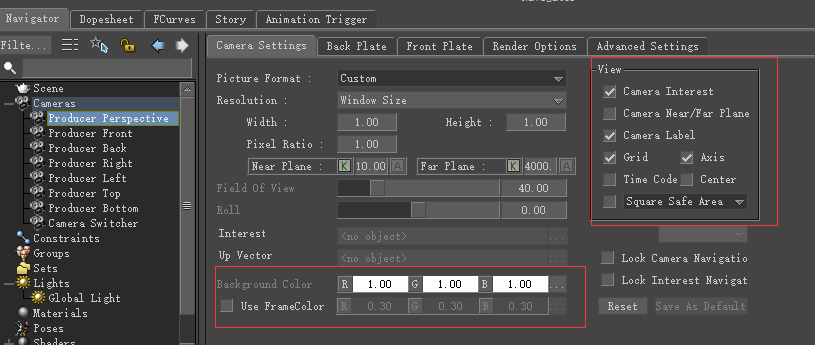 Navigator Dopesheet FCurves Story Animation Trigger
Filte...
Scene
Cameras
Producer Perspective
Producer Front
Producer Back
Producer Right
Producer Left
Producer Top
Producer Bottom
Camera Switcher
Constraints
Groups
Sets
Lights
Global Light
Materials
Poses
Shaders
Camera Settings Back Plate Front Plate Render Options Advanced Settings
Picture Format : Custom
Resolution : Window Size
Width : 1.00 Height : 1.00
Pixel Ratio : 1.00
Near Plane : K 10.00 A Far Plane : K 4000. A
Field Of View 40.00
Roll 0.00
Interest <no object> ...
Up Vector <no object> ...
Background Color R 1.00 G 1.00 B 1.00 ...
Use FrameColor R 0.30 G 0.30 B 0.30 ...
View
Camera Interest
Camera Near/Far Plane
Camera Label
Grid Axis
Time Code Center
Square Safe Area
Lock Camera Navigatio
Lock Interest Navigat
Reset Save As Default